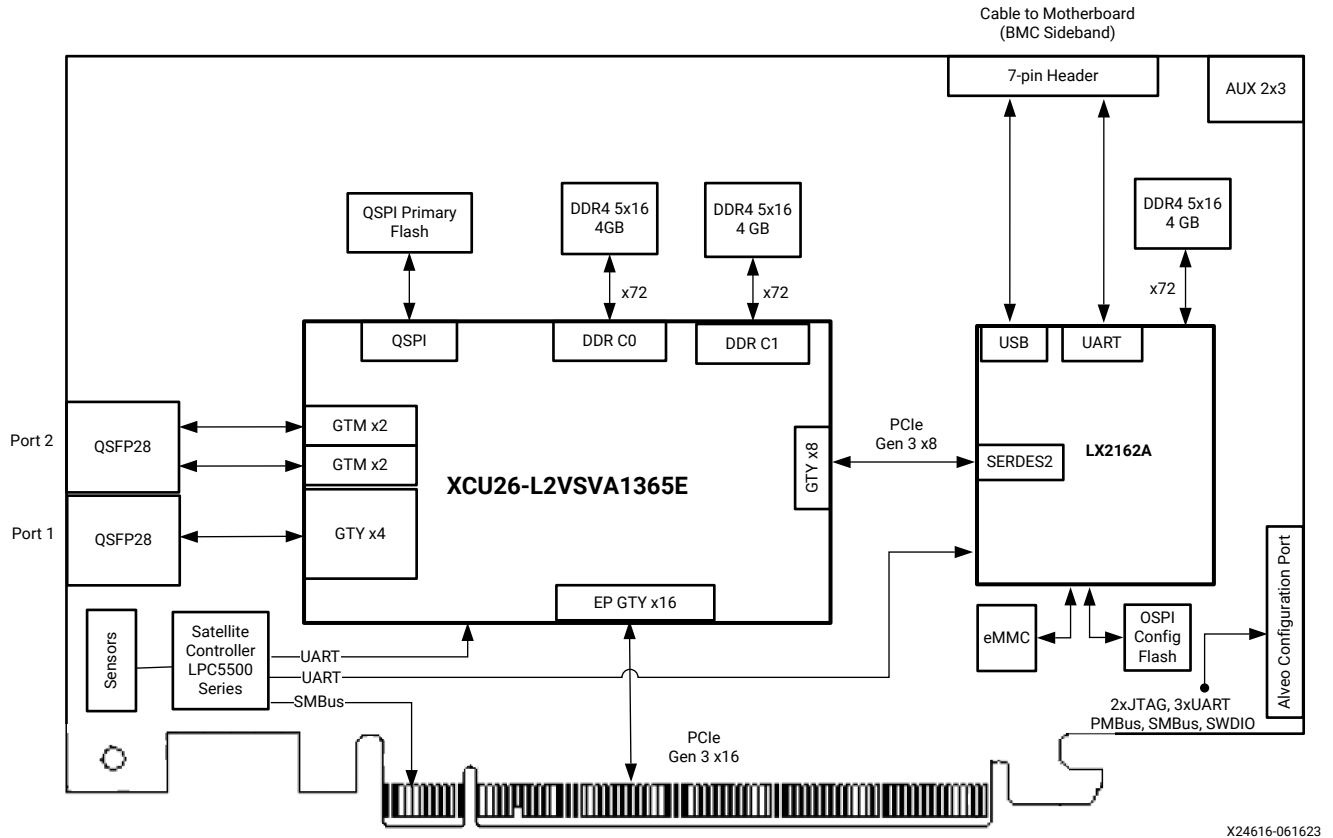 Cable to Motherboard
(BMC Sideband)
7-pin Header
AUX 2x3
QSPI Primary
Flash
DDR4 5x16
4GB
DDR4 5x16
4 GB
DDR4 5x16
4 GB
x72
x72
x72
QSPI
DDR C0
DDR C1
USB
UART
Port 2
QSFP28
GTM x2
GTM x2
PCIe
Gen 3 x8
GTY x8
SERDES2
LX2162A
XCU26-L2VSVA1365E
Port 1
QSFP28
GTY x4
EP GTY x16
Sensors
Satellite
Controller
LPC5500
Series
UART
UART
SMBus
eMMC
OSPI
Config
Flash
Alveo Configuration Port
2xJTAG, 3xUART
PMBus, SMBus, SWDIO
PCIe
Gen 3 x16
X24616-061623